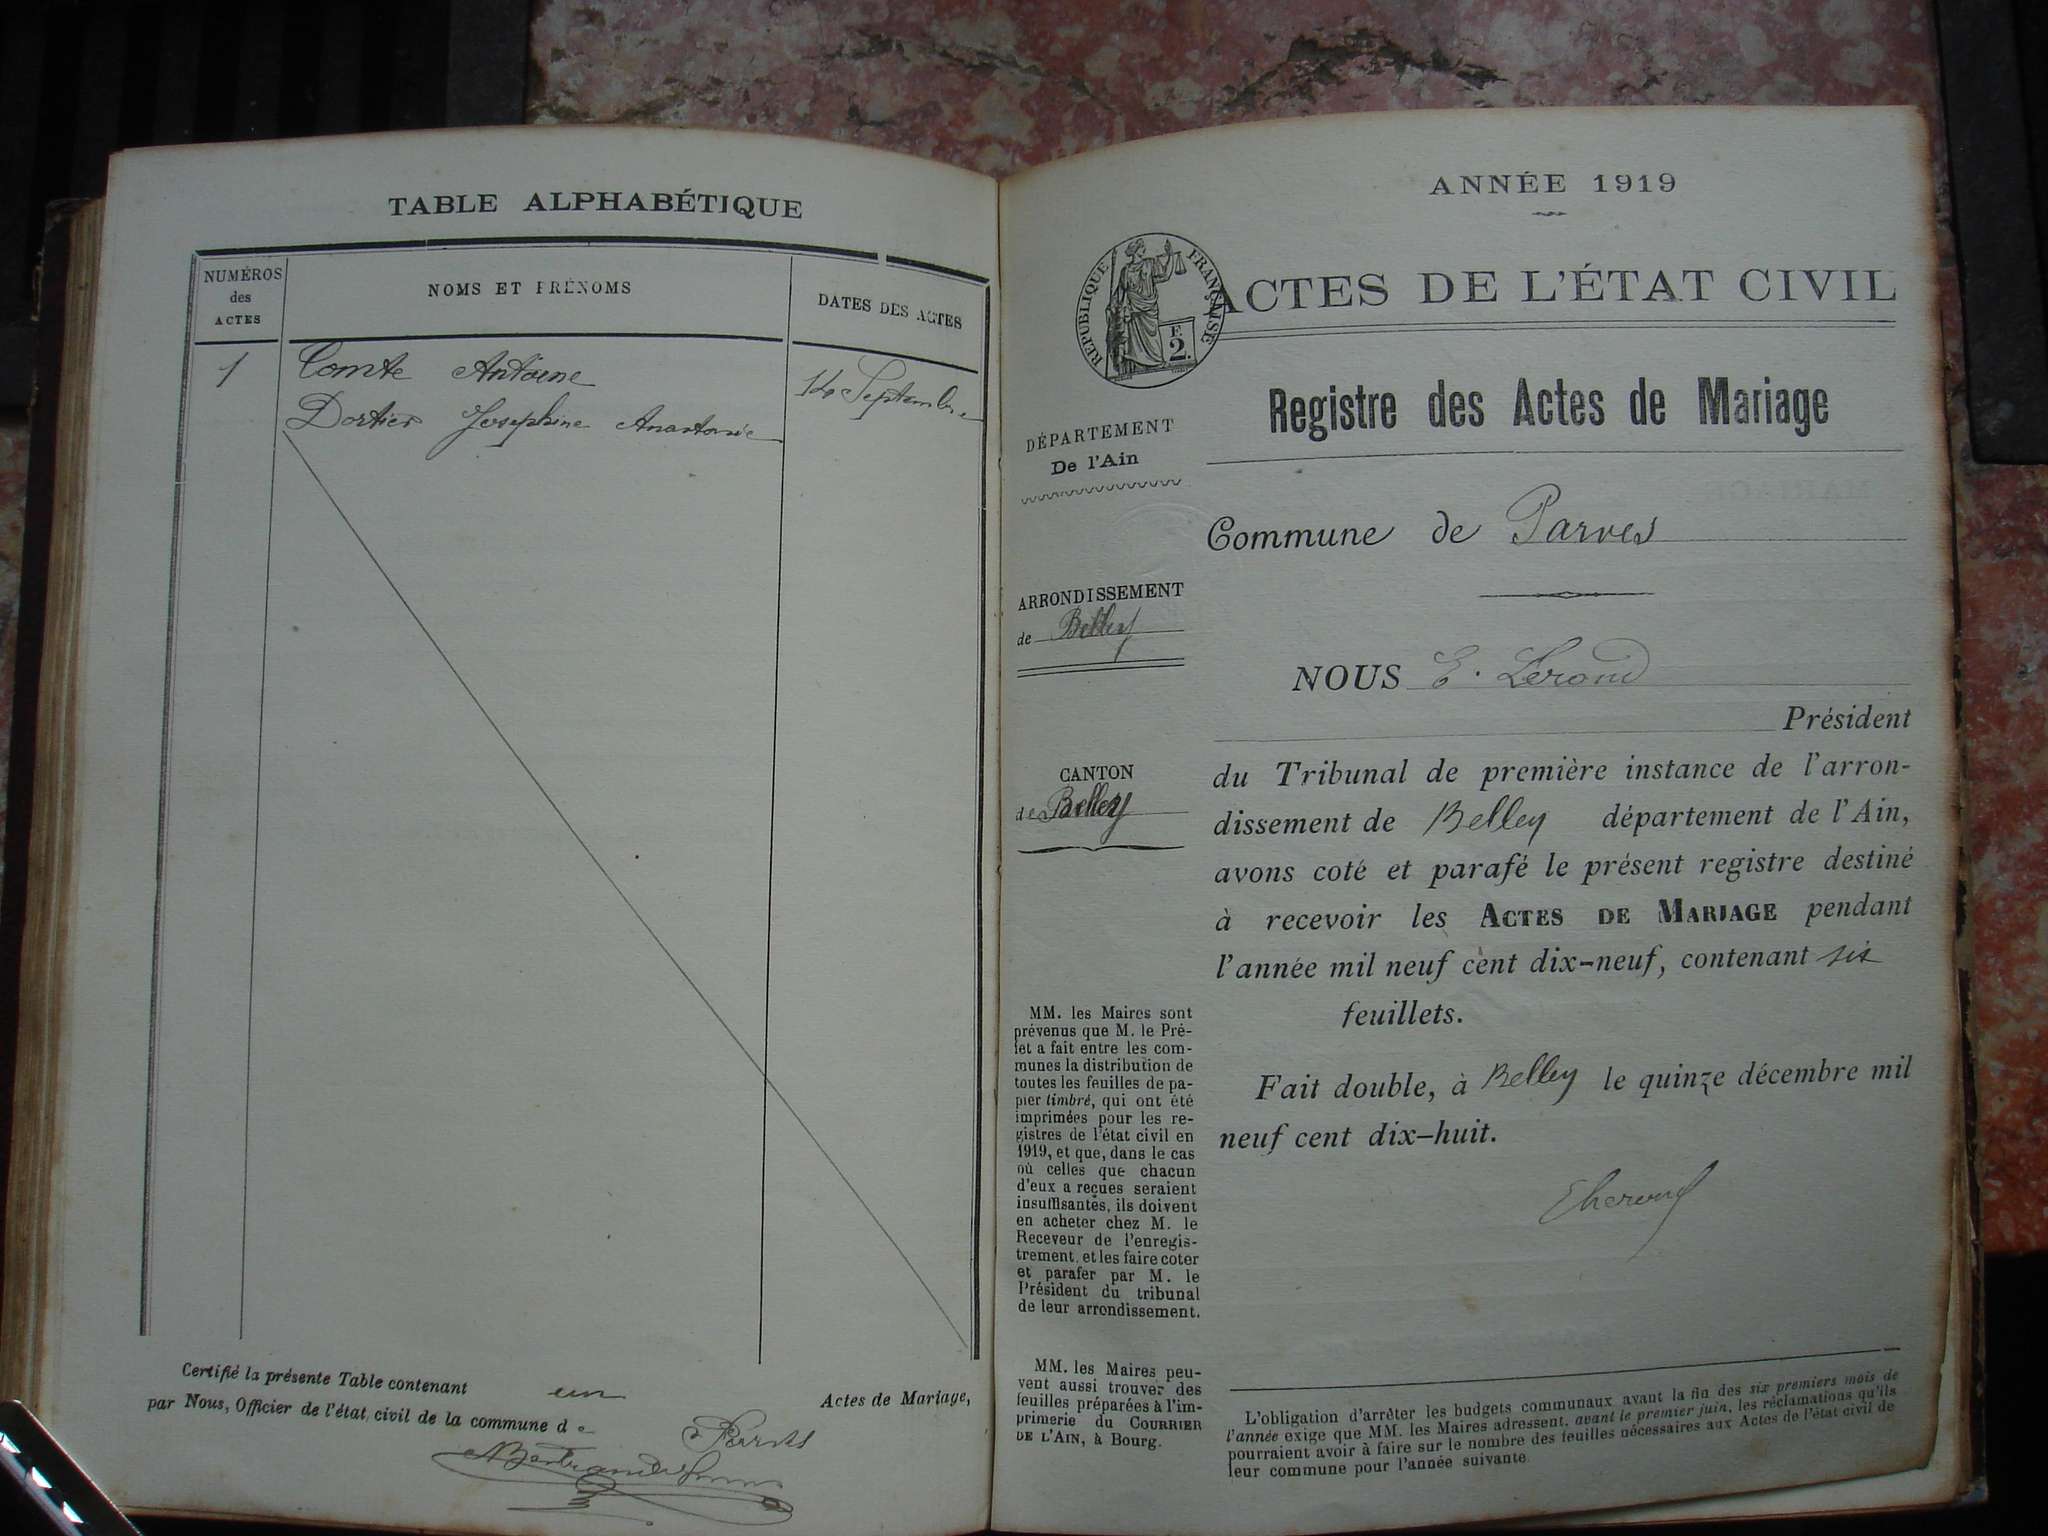 TABLE ALPHABÉTIQUE
NUMÉROS
des
ACTES
NOMS ET PRÉNOMS
DATES DES ACTES
1
Comte Antoine
14 Septembre
Dortier Joséphine Anastasie
Certifié la présente Table contenant un Actes de Mariage,
par Nous, Officier de l'état civil de la commune de
Parves
ANNÉE 1919
RÉPUBLIQUE FRANÇAISE
F.
2.
ACTES DE L'ÉTAT CIVIL
Registre des Actes de Mariage
DÉPARTEMENT
De l'Ain
Commune de Parves
ARRONDISSEMENT
de Belley
CANTON
de Belley
NOUS E. Lerond
Président
du Tribunal de première instance de l'arron-
dissement de Belley département de l'Ain,
avons coté et parafé le présent registre destiné
à recevoir les ACTES DE MARIAGE pendant
l'année mil neuf cent dix-neuf, contenant six
feuillets.
Fait double, à Belley le quinze décembre mil
neuf cent dix-huit.
MM. les Maires sont
prévenus que M. le Pré-
fet a fait entre les com-
munes la distribution de
toutes les feuilles de pa-
pier timbré, qui ont été
imprimées pour les re-
gistres de l'état civil en
1919, et que, dans le cas
où celles que chacun
d'eux a reçues seraient
insuffisantes, ils doivent
en acheter chez M. le
Receveur de l'enregis-
trement, et les faire coter
et parafer par M. le
Président du tribunal
de leur arrondissement.
MM. les Maires peu-
vent aussi trouver des
feuilles préparées à l'im-
primerie du COURRIER
DE L'AIN, à Bourg.
L'obligation d'arrêter les budgets communaux avant la fin des six premiers mois de
l'année exige que MM. les Maires adressent, avant le premier juin, les réclamations qu'ils
pourraient avoir à faire sur le nombre des feuilles nécessaires aux Actes de l'état civil de
leur commune pour l'année suivante.